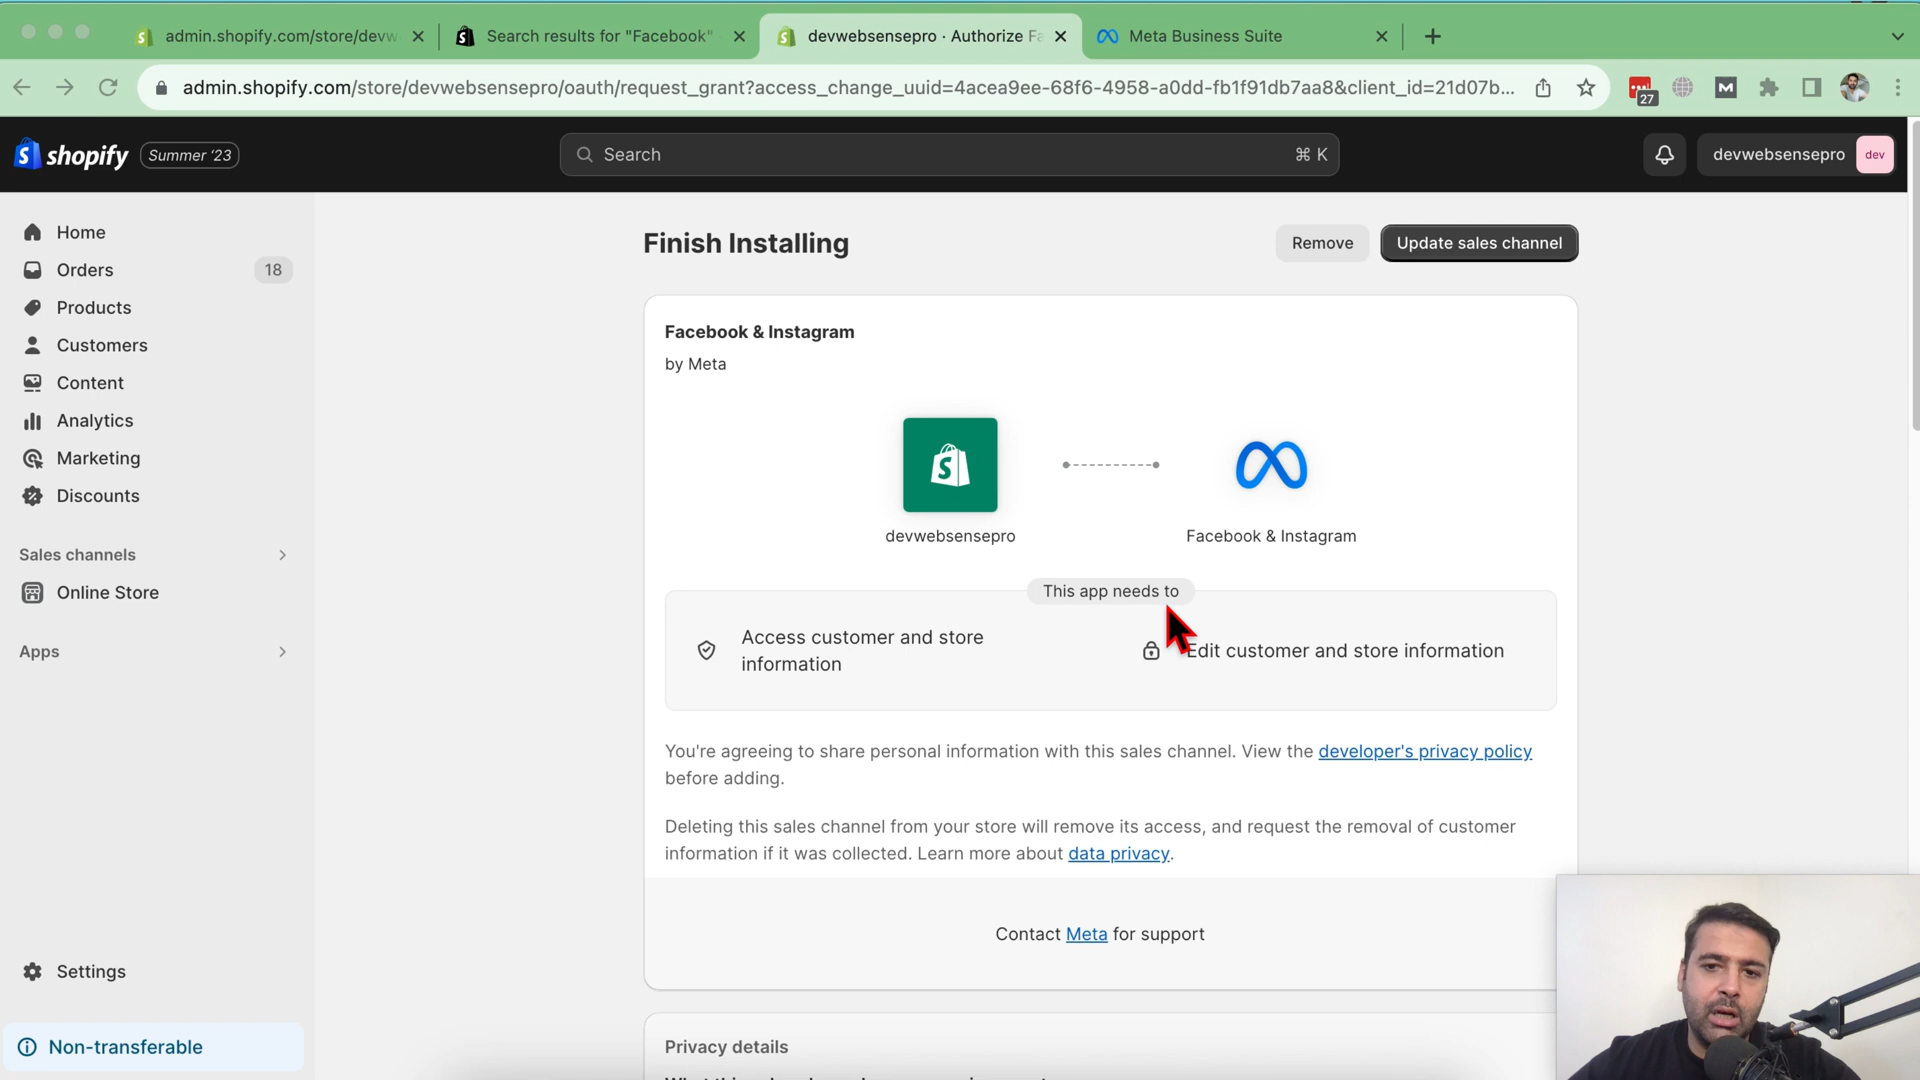 admin.shopify.com/store/devw
Search results for "Facebook"
devwebsensepro · Authorize Fa
Meta Business Suite
admin.shopify.com/store/devwebsensepro/oauth/request_grant?access_change_uuid=4acea9ee-68f6-4958-a0dd-fb1f91db7aa8&client_id=21d07b...
27
shopify
Summer '23
Search
⌘ K
devwebsensepro
dev
Home
Orders
18
Products
Customers
Content
Analytics
Marketing
Discounts
Sales channels
Online Store
Apps
Settings
Non-transferable
Finish Installing
Remove
Update sales channel
Facebook & Instagram
by Meta
devwebsensepro
Facebook & Instagram
This app needs to
Access customer and store
information
Edit customer and store information
You're agreeing to share personal information with this sales channel. View the developer's privacy policy
before adding.
Deleting this sales channel from your store will remove its access, and request the removal of customer
information if it was collected. Learn more about data privacy.
Contact Meta for support
Privacy details